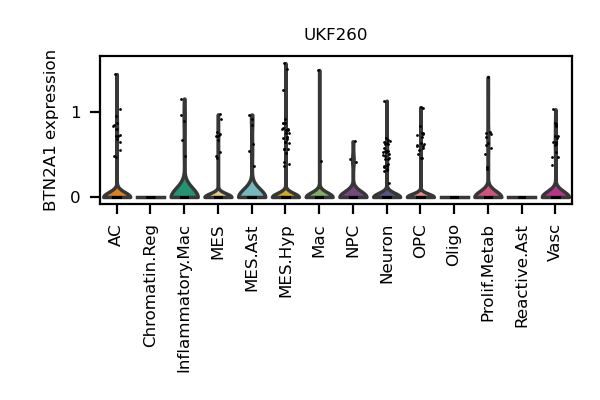 UKF260
BTN2A1 expression
1
0
AC
Chromatin.Reg
Inflammatory.Mac
MES
MES.Ast
MES.Hyp
Mac
NPC
Neuron
OPC
Oligo
Prolif.Metab
Reactive.Ast
Vasc